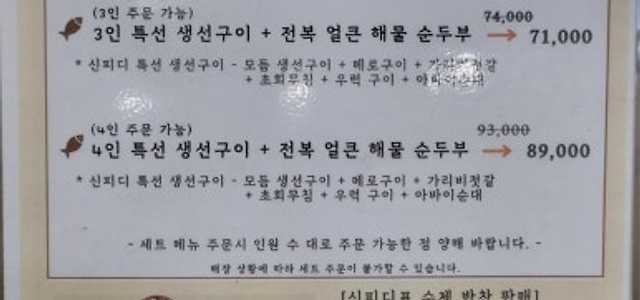 (3인 주문 가능)
74,000
3인 특선 생선구이 + 전복 얼큰 해물 순두부 → 71,000
* 신피디 특선 생선구이 - 모듬 생선구이 + 메로구이 + 가리비젓갈
+ 초회무침 + 우럭 구이 + 아바이순대
(4인 주문 가능)
93,000
4인 특선 생선구이 + 전복 얼큰 해물 순두부 → 89,000
* 신피디 특선 생선구이 - 모듬 생선구이 + 메로구이 + 가리비젓갈
+ 초회무침 + 우럭 구이 + 아바이순대
- 세트 메뉴 주문시 인원 수 대로 주문 가능한 점 양해 바랍니다. -
매장 상황에 따라 세트 주문이 불가할 수 있습니다.
[신피디표 수제 반찬 판매]